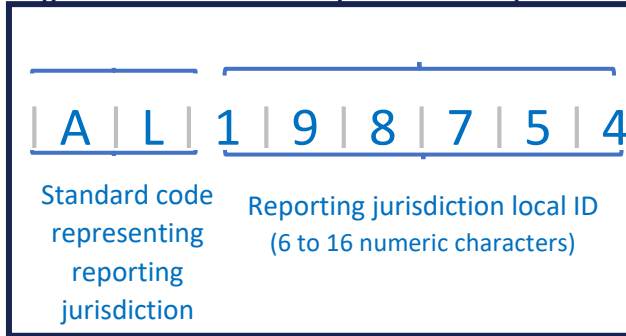 | A | L | 1 | 9 | 8 | 7 | 5 | 4
Standard code
representing
reporting
jurisdiction
Reporting jurisdiction local ID
(6 to 16 numeric characters)